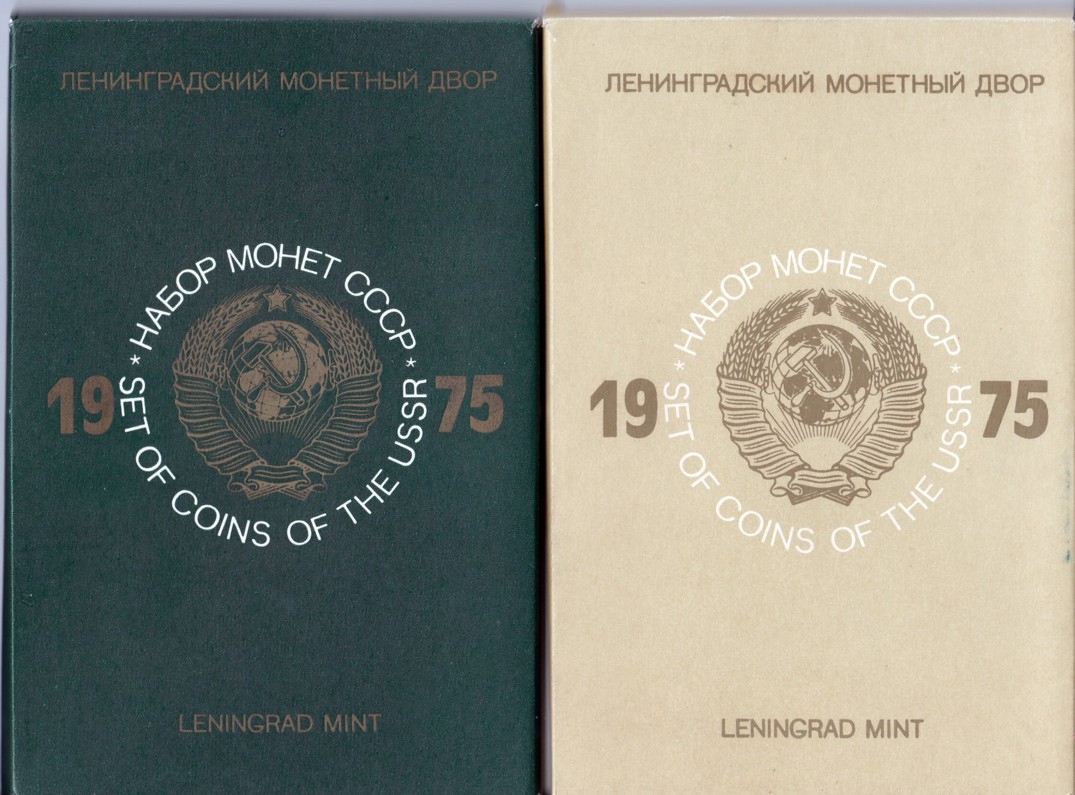 ЛЕНИНГРАДСКИЙ МОНЕТНЫЙ ДВОР
* НАБОР МОНЕТ СССР *
19 75
SET OF COINS OF THE USSR
LENINGRAD MINT
ЛЕНИНГРАДСКИЙ МОНЕТНЫЙ ДВОР
* НАБОР МОНЕТ СССР *
19 75
SET OF COINS OF THE USSR
LENINGRAD MINT